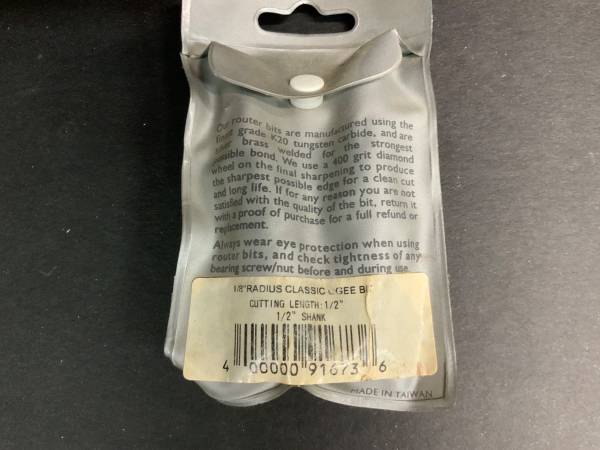 Our router bits are manufactured using the
finest grade K20 tungsten carbide, and are
silver brass welded for the strongest
possible bond. We use a 400 grit diamond
wheel on the final sharpening to produce
the sharpest possible edge for a clean cut
and long life. If for any reason you are not
satisfied with the quality of the bit, return it
with a proof of purchase for a full refund or
replacement.
Always wear eye protection when using
router bits, and check tightness of any
bearing screw/nut before and during use
1/8"RADIUS CLASSIC OGEE BIT
CUTTING LENGTH:1/2"
1/2" SHANK
4 00000 91673 6
MADE IN TAIWAN